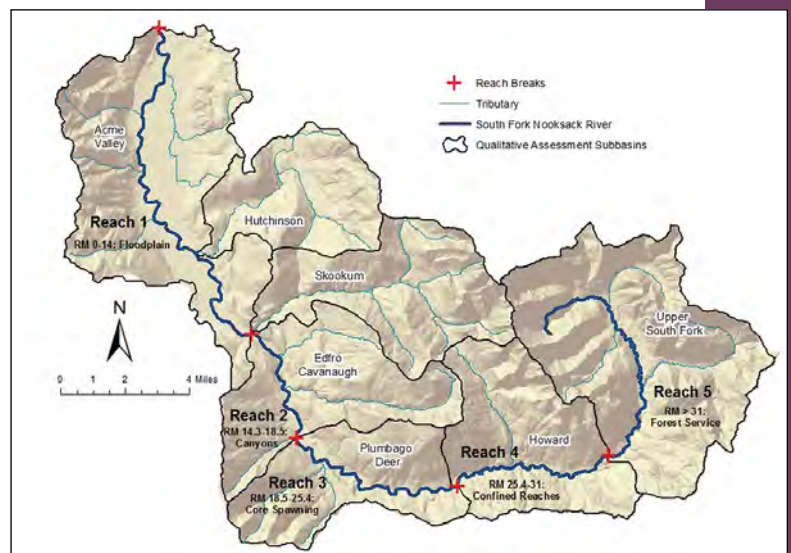 Reach Breaks
Tributary
South Fork Nooksack River
Qualitative Assessment Subbasins
Acme
Valley
Reach 1
RM 0-14: Floodplain
Hutchinson
Skookum
N
0 1 2 4 Miles
Edfro
Cavanaugh
Upper
South Fork
Reach 5
RM > 31:
Forest Service
Reach 2
RM 14.3-18.5:
Canyons
Plumbago
Deer
Reach 4
Howard
RM 25.4-31:
Confined Reaches
Reach 3
RM 18.5-25.4:
Core Spawning